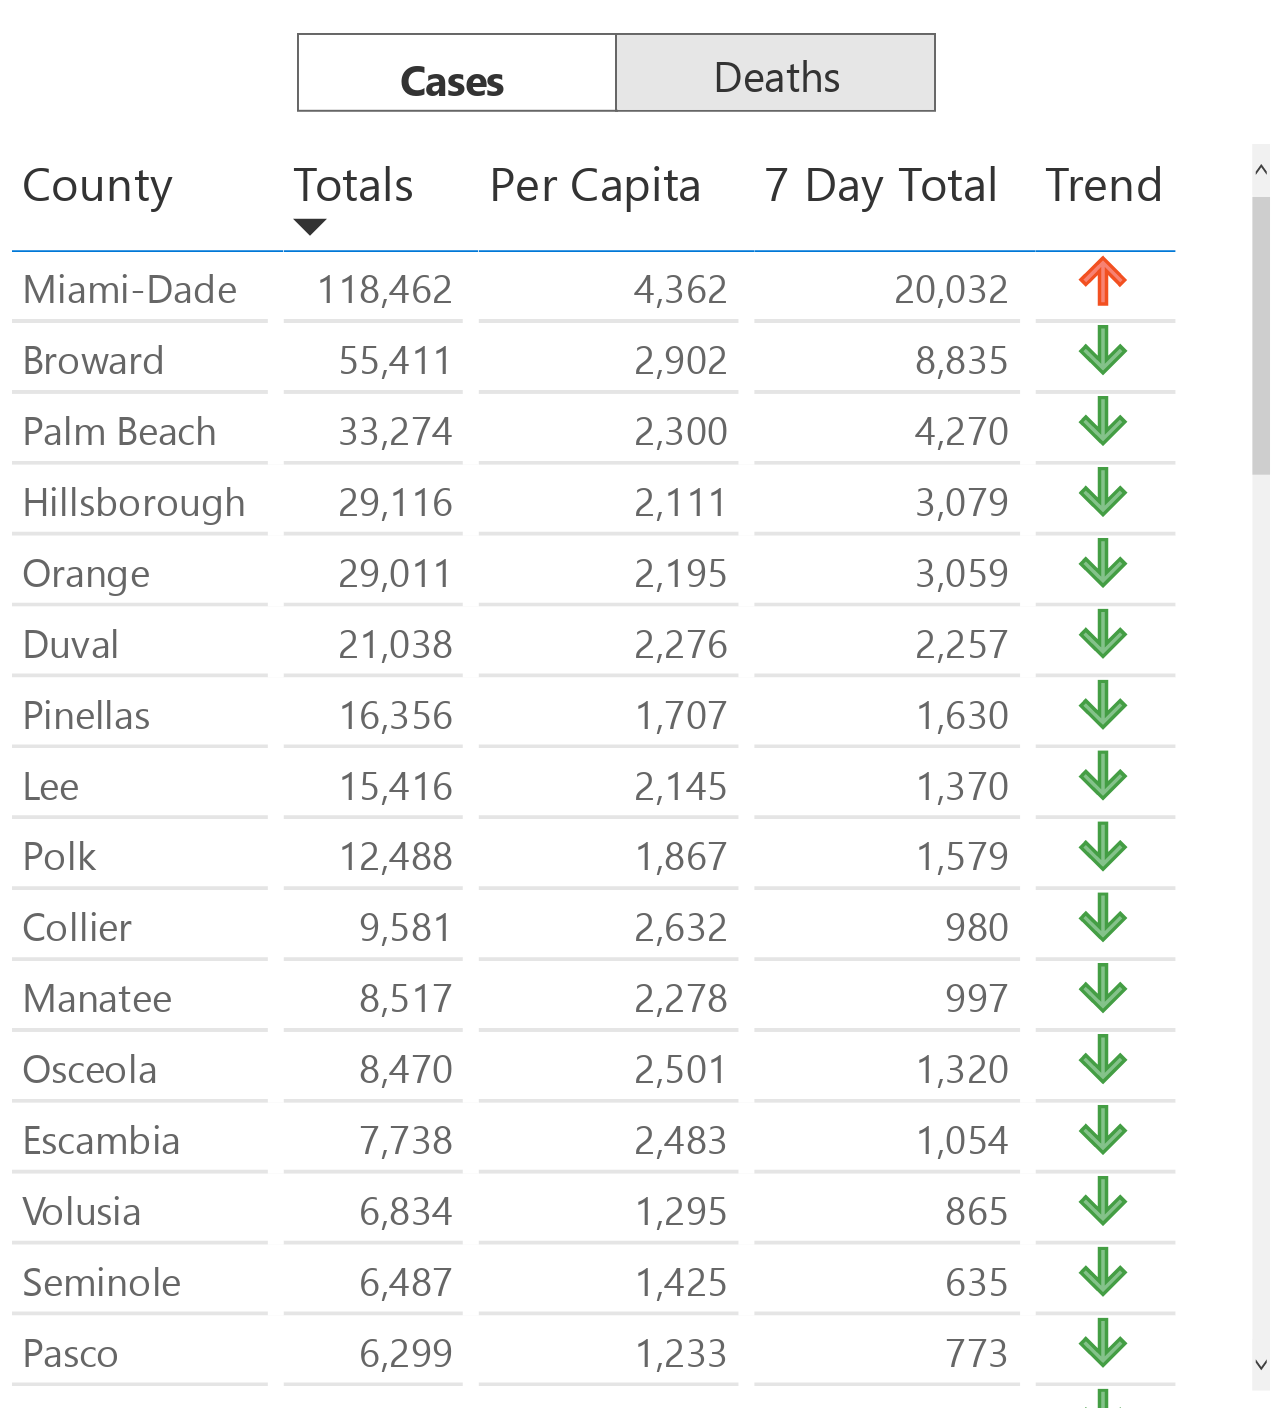 Cases Deaths
County Totals Per Capita 7 Day Total Trend
Miami-Dade 118,462 4,362 20,032
Broward 55,411 2,902 8,835
Palm Beach 33,274 2,300 4,270
Hillsborough 29,116 2,111 3,079
Orange 29,011 2,195 3,059
Duval 21,038 2,276 2,257
Pinellas 16,356 1,707 1,630
Lee 15,416 2,145 1,370
Polk 12,488 1,867 1,579
Collier 9,581 2,632 980
Manatee 8,517 2,278 997
Osceola 8,470 2,501 1,320
Escambia 7,738 2,483 1,054
Volusia 6,834 1,295 865
Seminole 6,487 1,425 635
Pasco 6,299 1,233 773